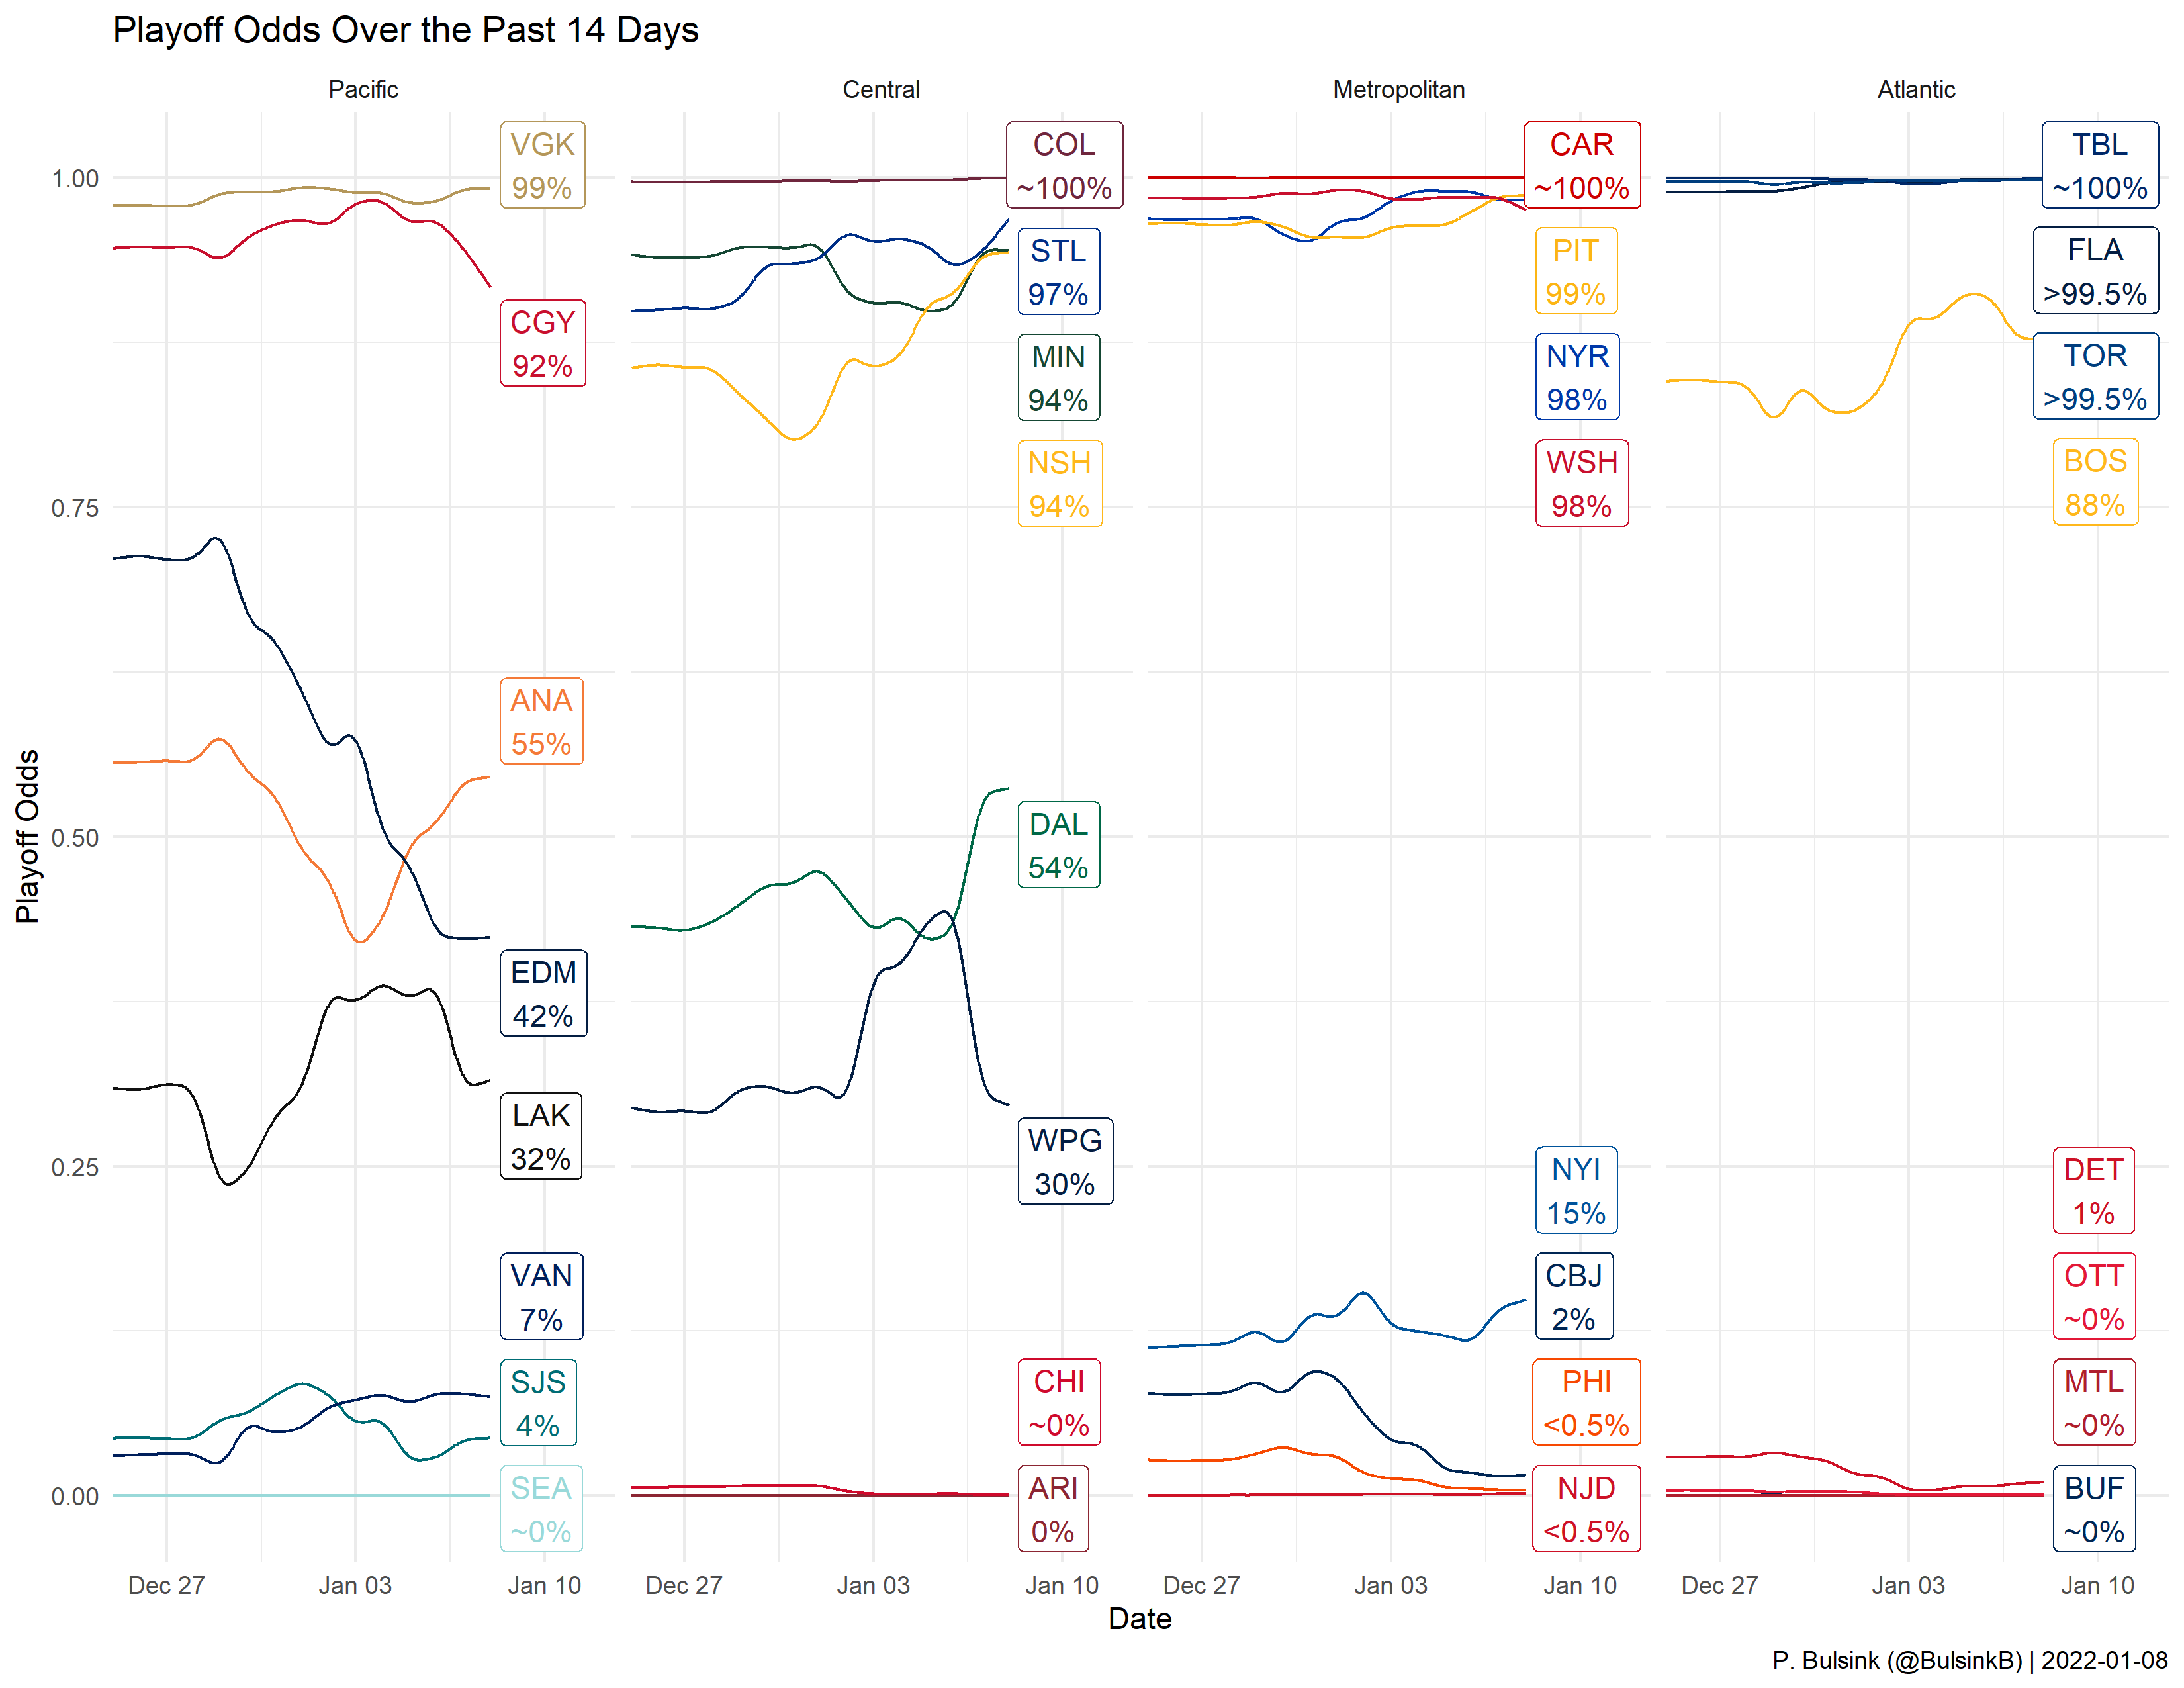 Playoff Odds Over the Past 14 Days
Pacific
Central
Metropolitan
Atlantic
Playoff Odds
1.00
0.75
0.50
0.25
0.00
VGK
99%
CGY
92%
ANA
55%
EDM
42%
LAK
32%
VAN
7%
SJS
4%
SEA
~0%
COL
~100%
STL
97%
MIN
94%
NSH
94%
DAL
54%
WPG
30%
CHI
~0%
ARI
0%
CAR
~100%
PIT
99%
NYR
98%
WSH
98%
NYI
15%
CBJ
2%
PHI
<0.5%
NJD
<0.5%
TBL
~100%
FLA
>99.5%
TOR
>99.5%
BOS
88%
DET
1%
OTT
~0%
MTL
~0%
BUF
~0%
Dec 27 Jan 03 Jan 10
Dec 27 Jan 03 Jan 10
Dec 27 Jan 03 Jan 10
Dec 27 Jan 03 Jan 10
Date
P. Bulsink (@BulsinkB) | 2022-01-08